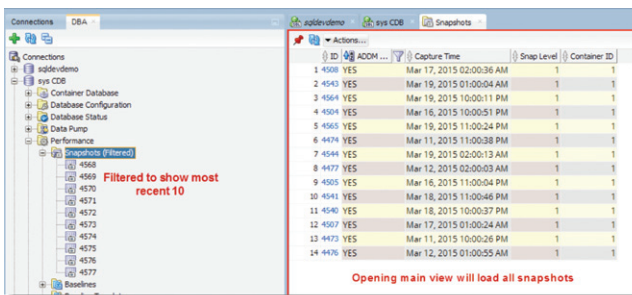 Connections DBA
sqldevdemo sys CDB Snapshots
Actions...
Connections
sqldevdemo
sys CDB
Container Database
Database Configuration
Database Status
Data Pump
Performance
Snapshots (Filtered)
4568
4569
4570
4571
4572
4573
4574
4575
4576
4577
Baselines
Filtered to show most
recent 10
ID ADDM ... Capture Time Snap Level Container ID
1 4508 YES Mar 17, 2015 02:00:36 AM 1 1
2 4543 YES Mar 19, 2015 01:00:04 AM 1 1
3 4564 YES Mar 19, 2015 10:00:11 PM 1 1
4 4504 YES Mar 16, 2015 10:00:51 PM 1 1
5 4565 YES Mar 19, 2015 11:00:24 PM 1 1
6 4474 YES Mar 11, 2015 11:00:38 PM 1 1
7 4544 YES Mar 19, 2015 02:00:13 AM 1 1
8 4477 YES Mar 12, 2015 02:00:03 AM 1 1
9 4505 YES Mar 16, 2015 11:00:04 PM 1 1
10 4541 YES Mar 18, 2015 11:00:46 PM 1 1
11 4540 YES Mar 18, 2015 10:00:37 PM 1 1
12 4507 YES Mar 17, 2015 01:00:24 AM 1 1
13 4473 YES Mar 11, 2015 10:00:26 PM 1 1
14 4476 YES Mar 12, 2015 01:00:55 AM 1 1
Opening main view will load all snapshots